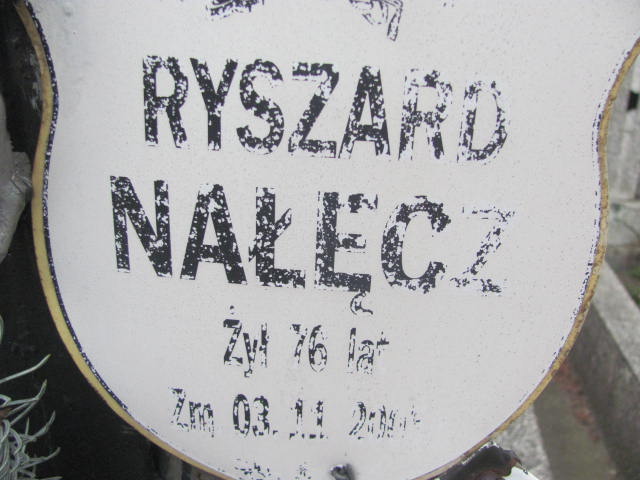 RYSZARD
NAŁĘCZ
Żył 76 lat
Zm 03.11